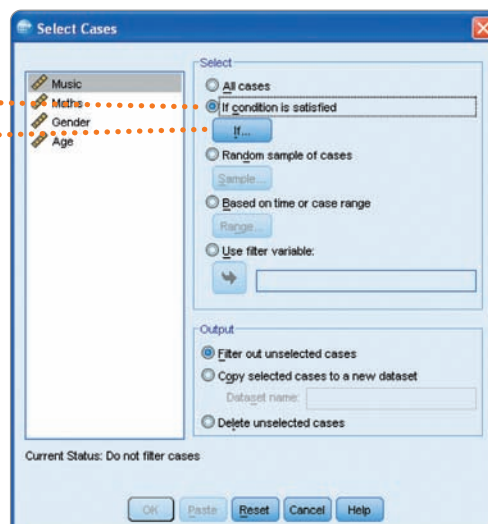 Select Cases
Music
Maths
Gender
Age
Select
All cases
If condition is satisfied
If...
Random sample of cases
Sample...
Based on time or case range
Range...
Use filter variable:
Output
Filter out unselected cases
Copy selected cases to a new dataset
Dataset name:
Delete unselected cases
Current Status: Do not filter cases
OK
Paste
Reset
Cancel
Help